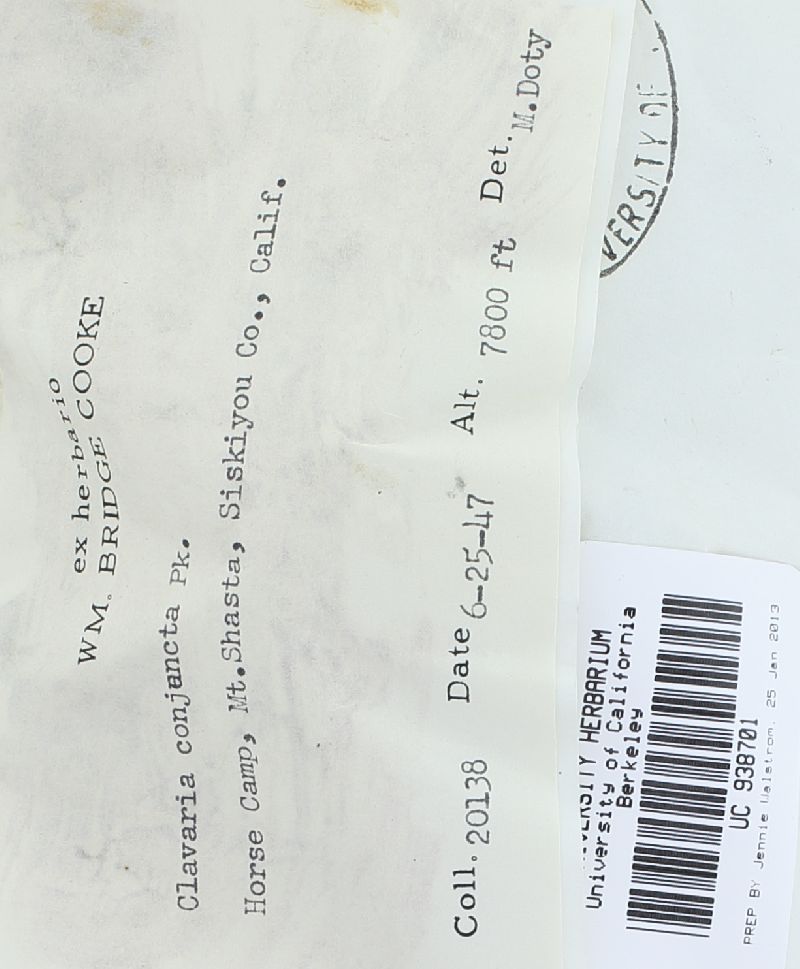 ex herbario
WM. BRIDGE COOKE
Clavaria conjuncta Pk.
Horse Camp, Mt.Shasta, Siskiyou Co., Calif.
Coll. 20138 Date 6-25-47 Alt. 7800 ft Det. M.Doty
VERSITY OF
VERSITY HERBARIUM
University of California
Berkeley
UC 938701
PREP BY Jennie Walstrom. 25 Jan 2013